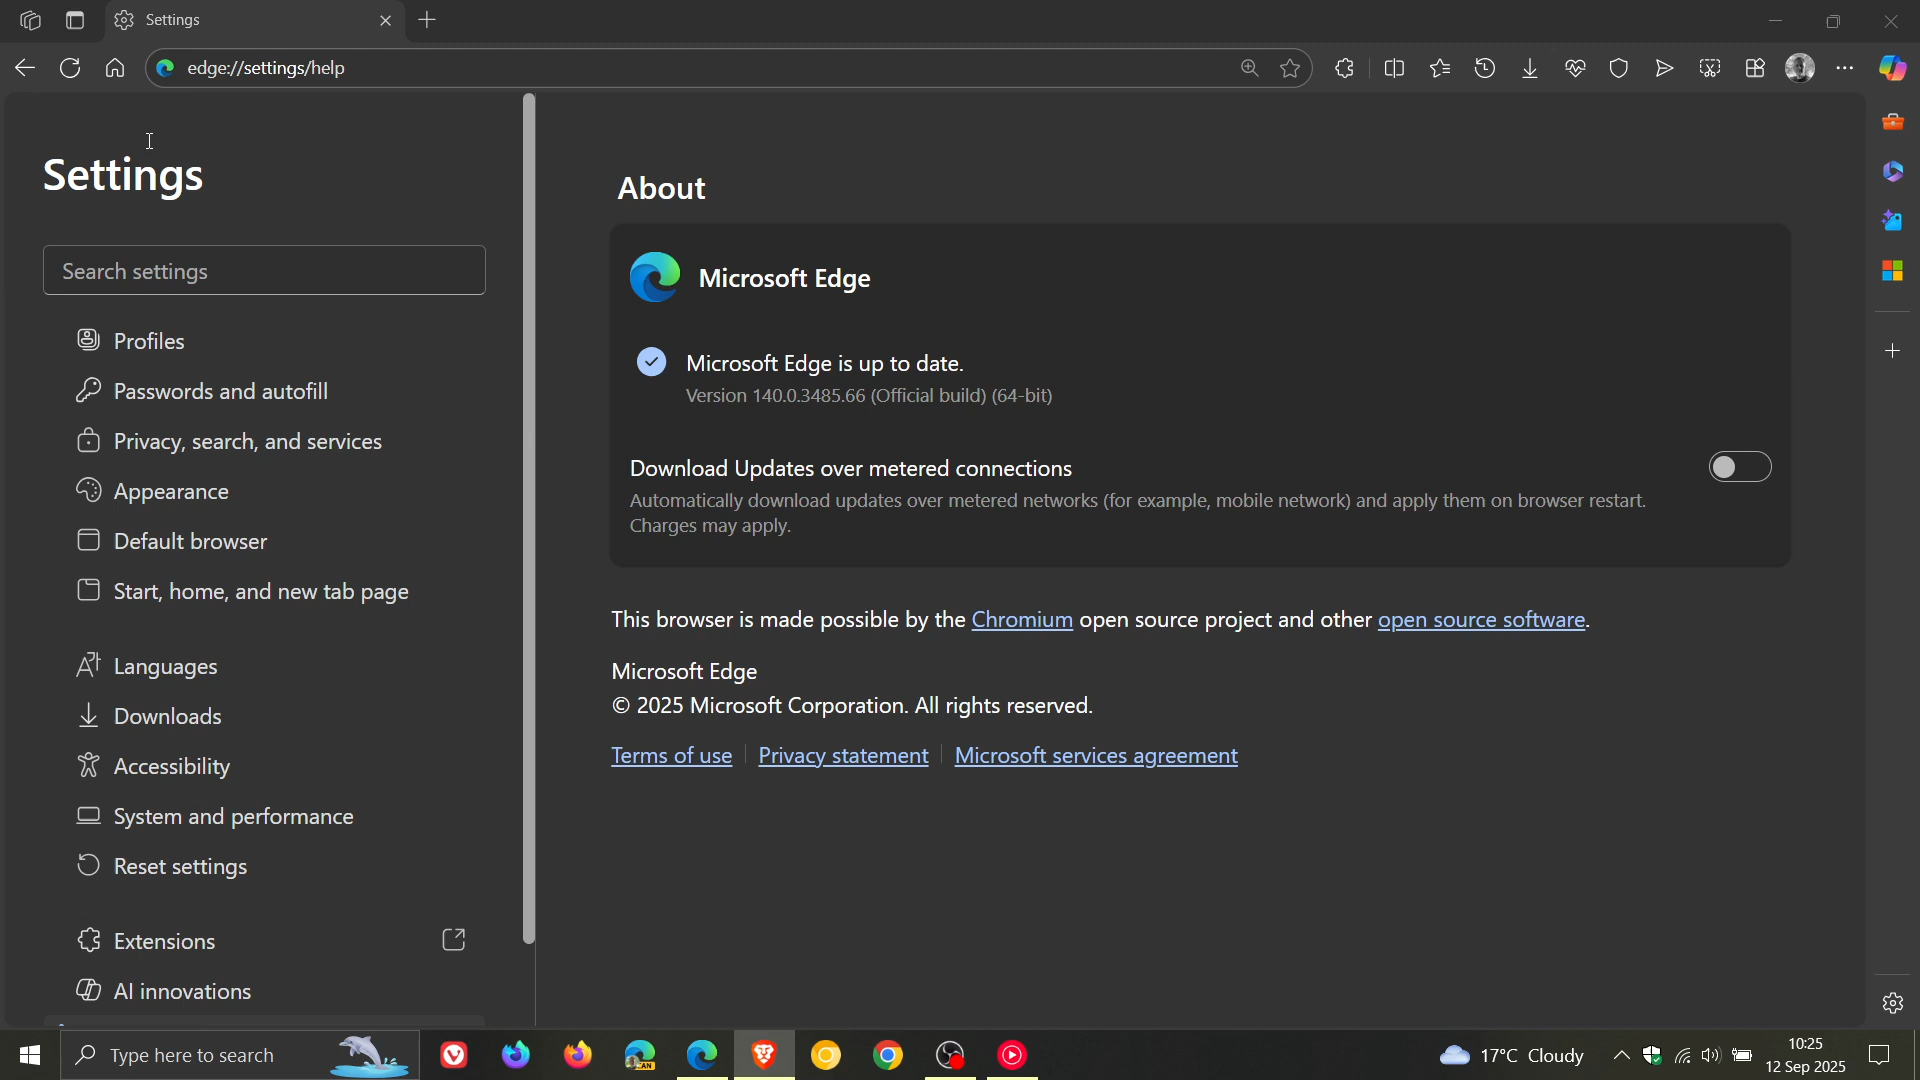 Settings
edge://settings/help
Settings
Search settings
Profiles
Passwords and autofill
Privacy, search, and services
Appearance
Default browser
Start, home, and new tab page
Languages
Downloads
Accessibility
System and performance
Reset settings
Extensions
AI innovations
About
Microsoft Edge
Microsoft Edge is up to date.
Version 140.0.3485.66 (Official build) (64-bit)
Download Updates over metered connections
Automatically download updates over metered networks (for example, mobile network) and apply them on browser restart.
Charges may apply.
This browser is made possible by the Chromium open source project and other open source software.
Microsoft Edge
© 2025 Microsoft Corporation. All rights reserved.
Terms of use
Privacy statement
Microsoft services agreement
Type here to search
17°C Cloudy
10:25
12 Sep 2025